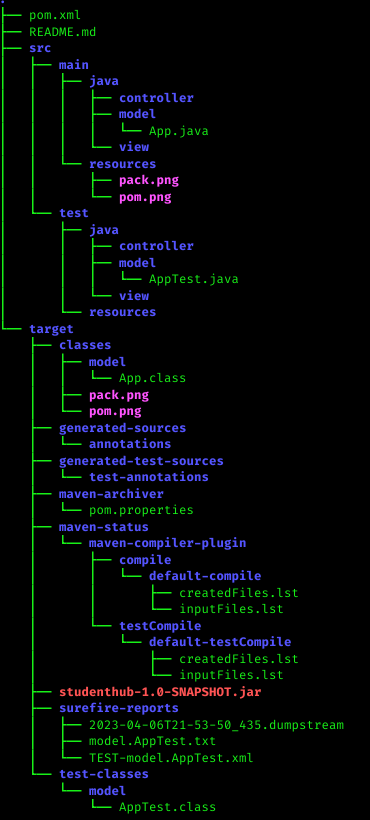 .
├── pom.xml
├── README.md
├── src
│   ├── main
│   │   ├── java
│   │   │   ├── controller
│   │   │   ├── model
│   │   │   │   └── App.java
│   │   │   └── view
│   │   └── resources
│   │       ├── pack.png
│   │       └── pom.png
│   └── test
│       ├── java
│       │   ├── controller
│       │   ├── model
│       │   │   └── AppTest.java
│       │   └── view
│       └── resources
└── target
    ├── classes
    │   ├── model
    │   │   └── App.class
    │   ├── pack.png
    │   └── pom.png
    ├── generated-sources
    │   └── annotations
    ├── generated-test-sources
    │   └── test-annotations
    ├── maven-archiver
    │   └── pom.properties
    ├── maven-status
    │   └── maven-compiler-plugin
    │       ├── compile
    │       │   └── default-compile
    │       │       ├── createdFiles.lst
    │       │       └── inputFiles.lst
    │       └── testCompile
    │           └── default-testCompile
    │               ├── createdFiles.lst
    │               └── inputFiles.lst
    ├── studenthub-1.0-SNAPSHOT.jar
    ├── surefire-reports
    │   ├── 2023-04-06T21-53-50_435.dumpstream
    │   ├── model.AppTest.txt
    │   └── TEST-model.AppTest.xml
    └── test-classes
        └── model
            └── AppTest.class